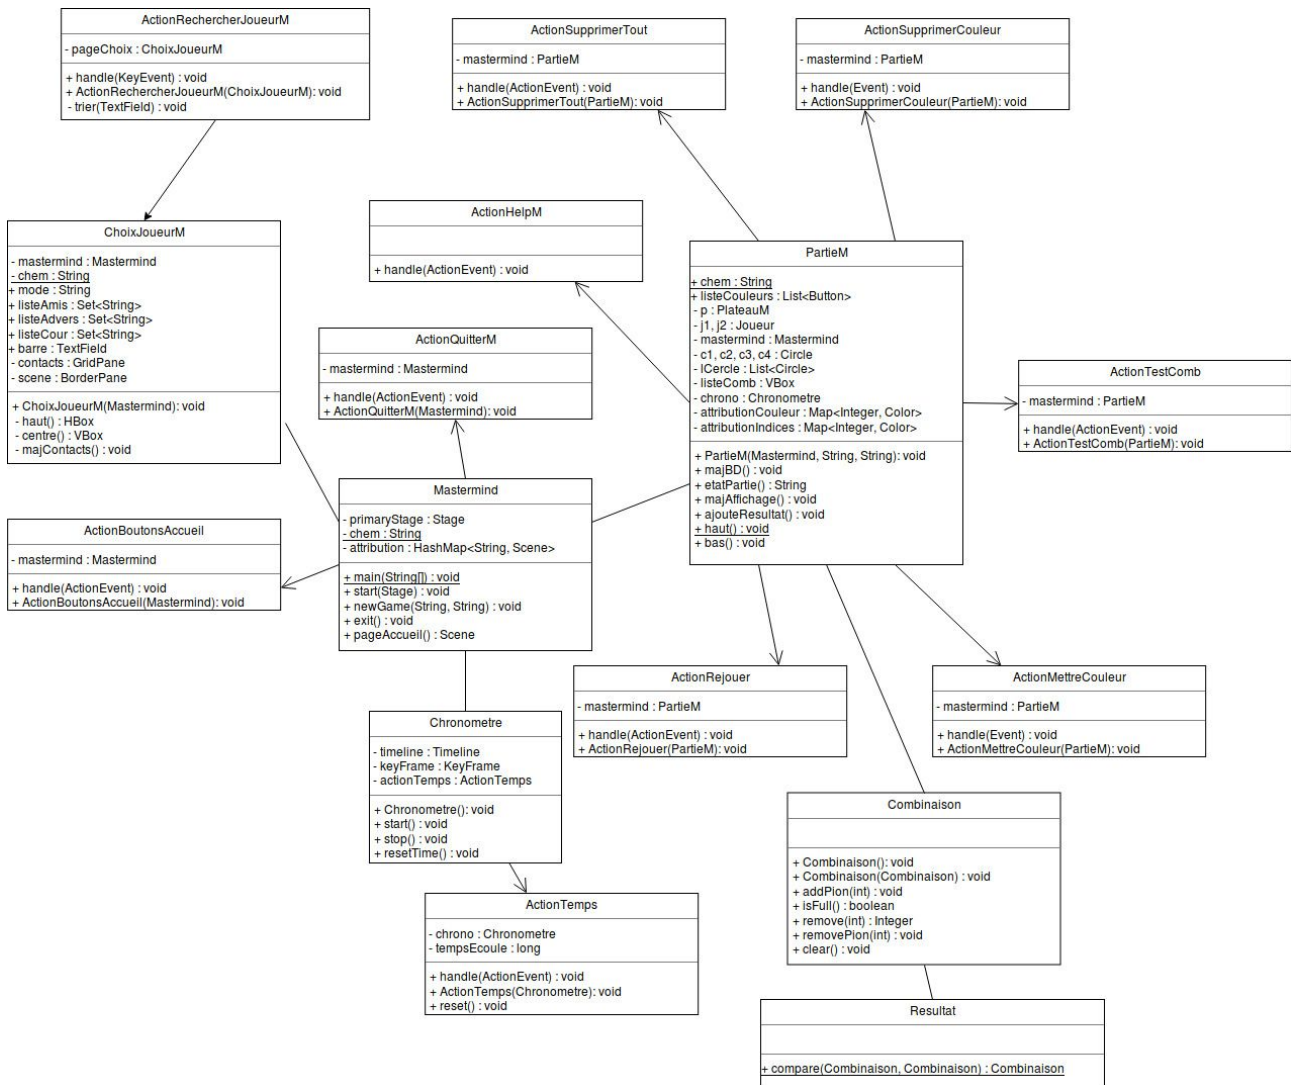 ActionRechercherJoueurM
- pageChoix : ChoixJoueurM
+ handle(KeyEvent) : void
+ ActionRechercherJoueurM(ChoixJoueurM): void
- trier(TextField) : void
ActionSupprimerTout
- mastermind : PartieM
+ handle(ActionEvent) : void
+ ActionSupprimerTout(PartieM): void
ActionSupprimerCouleur
- mastermind : PartieM
+ handle(Event) : void
+ ActionSupprimerCouleur(PartieM): void
ActionHelpM
+ handle(ActionEvent) : void
ChoixJoueurM
- mastermind : Mastermind
- chem : String
+ mode : String
+ listeAmis : Set<String>
+ listeAdvers : Set<String>
+ listeCour : Set<String>
+ barre : TextField
- contacts : GridPane
- scene : BorderPane
+ ChoixJoueurM(Mastermind): void
- haut() : HBox
- centre() : VBox
- majContacts() : void
PartieM
+ chem : String
+ listeCouleurs : List<Button>
- p : PlateauM
- j1, j2 : Joueur
- mastermind : Mastermind
- c1, c2, c3, c4 : Circle
- lCercle : List<Circle>
- listeComb : VBox
- chrono : Chronometre
- attributionCouleur : Map<Integer, Color>
- attributionIndices : Map<Integer, Color>
+ PartieM(Mastermind, String, String): void
+ majBD() : void
+ etatPartie() : String
+ majAffichage() : void
+ ajouteResultat() : void
+ haut() : void
+ bas() : void
ActionQuitterM
- mastermind : Mastermind
+ handle(ActionEvent) : void
+ ActionQuitterM(Mastermind): void
ActionTestComb
- mastermind : PartieM
+ handle(ActionEvent) : void
+ ActionTestComb(PartieM): void
Mastermind
- primaryStage : Stage
- chem : String
- attribution : HashMap<String, Scene>
+ main(String[]) : void
+ start(Stage) : void
+ newGame(String, String) : void
+ exit() : void
+ pageAccueil() : Scene
ActionBoutonsAccueil
- mastermind : Mastermind
+ handle(ActionEvent) : void
+ ActionBoutonsAccueil(Mastermind): void
ActionRejouer
- mastermind : PartieM
+ handle(ActionEvent) : void
+ ActionRejouer(PartieM): void
ActionMettreCouleur
- mastermind : PartieM
+ handle(Event) : void
+ ActionMettreCouleur(PartieM): void
Chronometre
- timeline : Timeline
- keyFrame : KeyFrame
- actionTemps : ActionTemps
+ Chronometre(): void
+ start() : void
+ stop() : void
+ resetTime() : void
Combinaison
+ Combinaison(): void
+ Combinaison(Combinaison) : void
+ addPion(int) : void
+ isFull() : boolean
+ remove(int) : Integer
+ removePion(int) : void
+ clear() : void
ActionTemps
- chrono : Chronometre
- tempsEcoule : long
+ handle(ActionEvent) : void
+ ActionTemps(Chronometre): void
+ reset() : void
Resultat
+ compare(Combinaison, Combinaison) : Combinaison